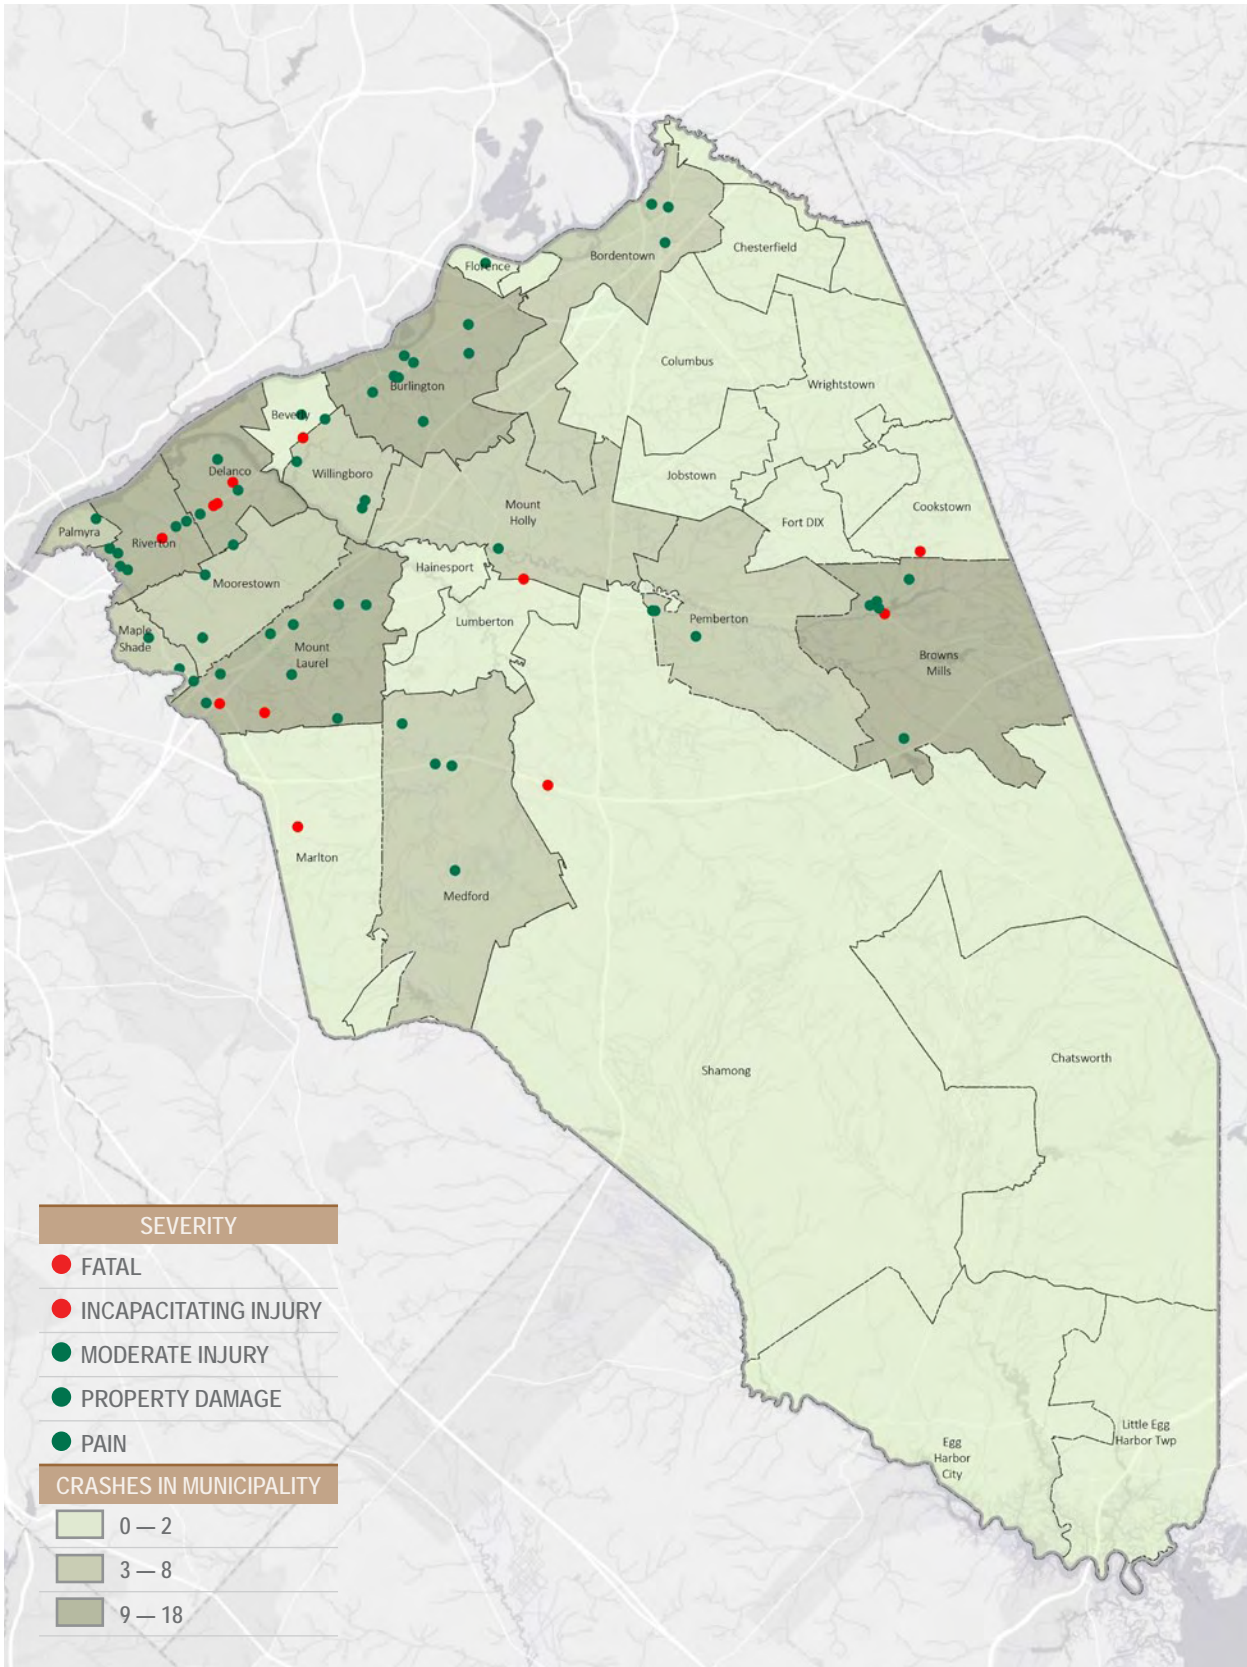 Chesterfield
Bordentown
Florence
Columbus
Wrightstown
Burlington
Beverly
Delanco
Willingboro
Jobstown
Mount
Holly
Cookstown
Fort DIX
Palmyra
Riverton
Hainesport
Moorestown
Lumberton
Pemberton
Maple
Shade
Mount
Laurel
Browns
Mills
Marlton
Medford
Shamong
Chatsworth
Egg
Harbor
City
Little Egg
Harbor Twp
SEVERITY
FATAL
INCAPACITATING INJURY
MODERATE INJURY
PROPERTY DAMAGE
PAIN
CRASHES IN MUNICIPALITY
0 — 2
3 — 8
9 — 18